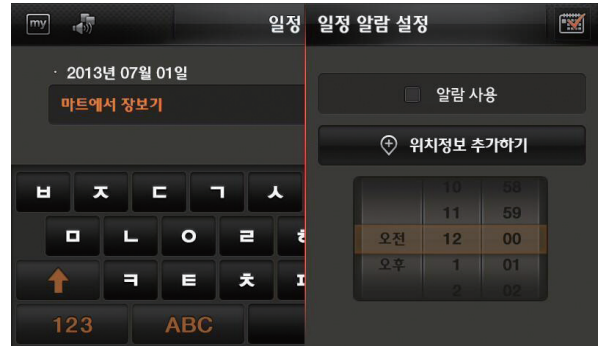 my
일정
· 2013년 07월 01일
마트에서 장보기
ㅂ ㅈ ㄷ ㄱ ㅅ
ㅁ ㄴ ㅇ ㄹ ㅎ
ㅋ ㅌ ㅊ ㅍ
123 ABC
일정 알람 설정
알람 사용
위치정보 추가하기
10 58
11 59
오전 12 00
오후 1 01
2 02